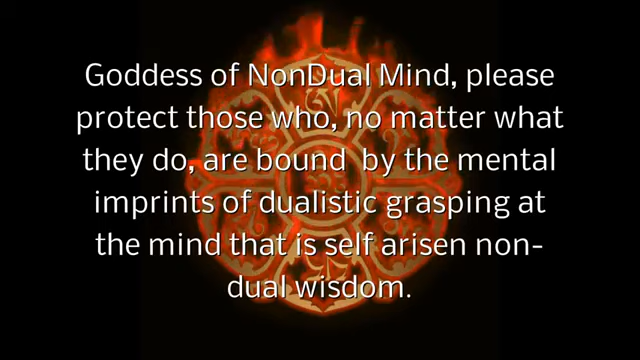 Goddess of NonDual Mind, please
protect those who, no matter what
they do, are bound  by the mental
imprints of dualistic grasping at
the mind that is self arisen non-
dual wisdom.